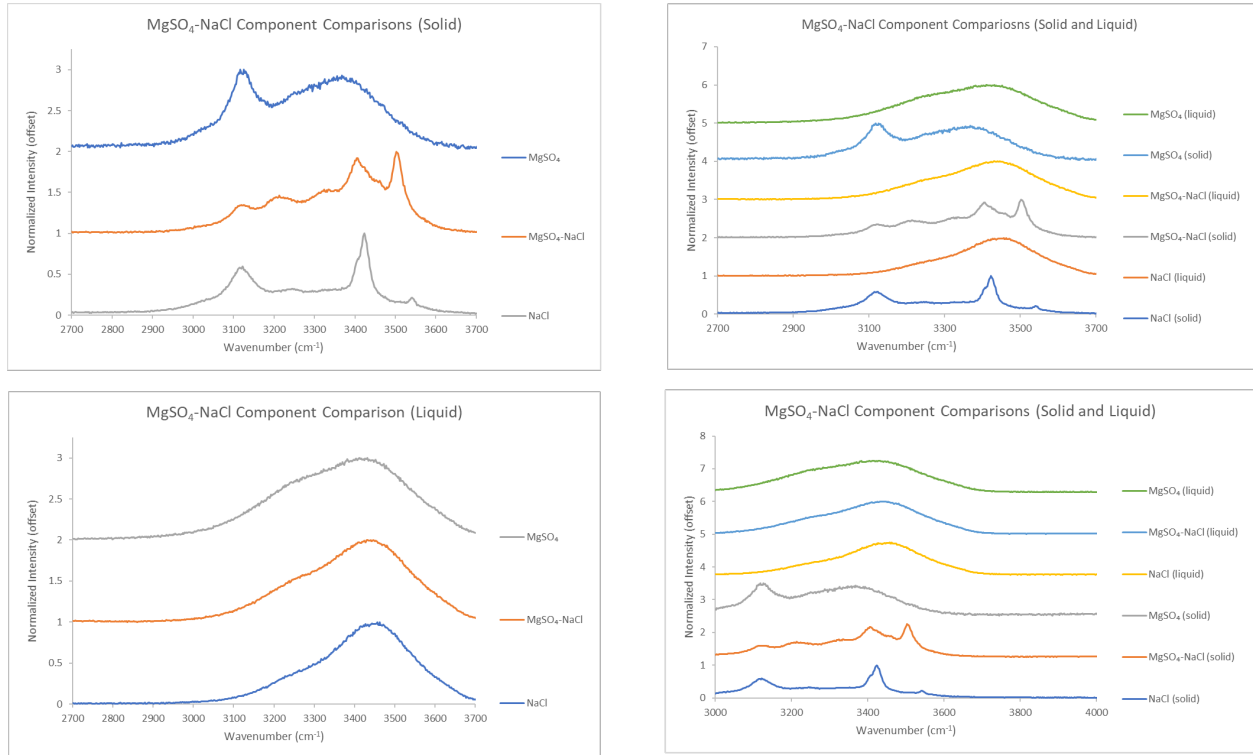 MgSO₄-NaCl Component Comparisons (Solid)
Normalized Intensity (offset)
3
2.5
2
1.5
1
0.5
0
2700 2800 2900 3000 3100 3200 3300 3400 3500 3600 3700
Wavenumber (cm⁻¹)
MgSO₄
MgSO₄-NaCl
NaCl
MgSO₄-NaCl Component Compariosns (Solid and Liquid)
Normalized Intensity (offset)
7
6
5
4
3
2
1
0
2700 2900 3100 3300 3500 3700
Wavenumber (cm⁻¹)
MgSO₄ (liquid)
MgSO₄ (solid)
MgSO₄-NaCl (liquid)
MgSO₄-NaCl (solid)
NaCl (liquid)
NaCl (solid)
MgSO₄-NaCl Component Comparison (Liquid)
Normalized Intensity (offset)
3
2.5
2
1.5
1
0.5
0
2700 2800 2900 3000 3100 3200 3300 3400 3500 3600 3700
Wavenumber (cm⁻¹)
MgSO₄
MgSO₄-NaCl
NaCl
MgSO₄-NaCl Component Comparisons (Solid and Liquid)
Normalized Intensity (offset)
8
7
6
5
4
3
2
1
0
3000 3200 3400 3600 3800 4000
Wavenumber (cm⁻¹)
MgSO₄ (liquid)
MgSO₄-NaCl (liquid)
NaCl (liquid)
MgSO₄ (solid)
MgSO₄-NaCl (solid)
NaCl (solid)